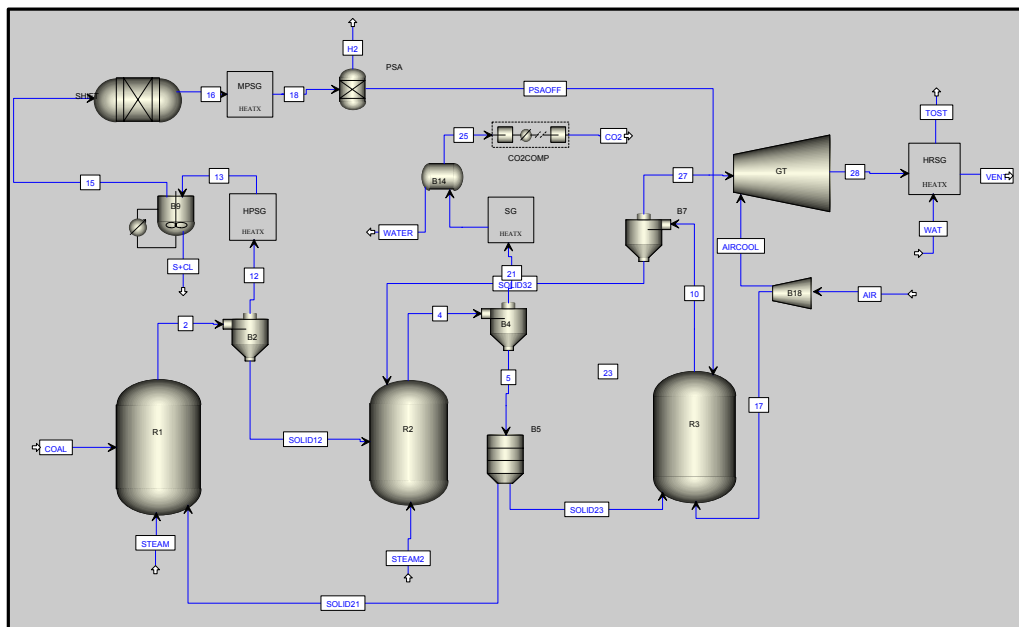 H2
PSA
SHIFT
16
MPSG
HEATX
18
PSAOFF
25
CO2
CO2COMP
TOST
15
13
B9
HPSG
HEATX
B14
SG
HEATX
WATER
27
GT
28
HRSG
HEATX
VENT
B7
WAT
AIRCOOL
S+CL
12
21
SOLID32
10
B18
AIR
2
B2
4
B4
5
23
17
R1
R2
B5
R3
COAL
SOLID12
SOLID23
STEAM
STEAM2
SOLID21